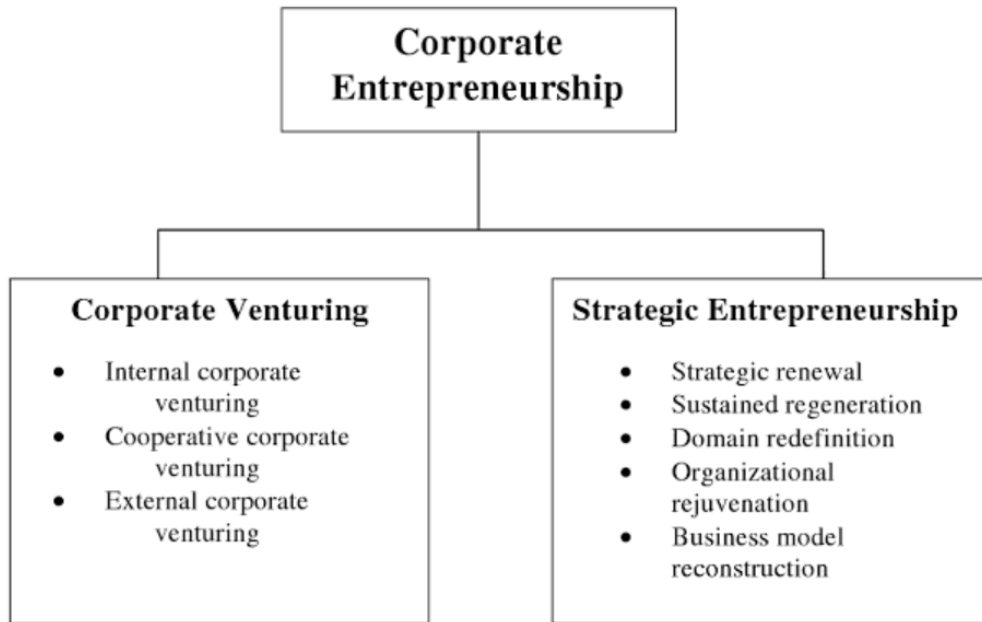 Corporate
Entrepreneurship
Corporate Venturing
• Internal corporate
venturing
• Cooperative corporate
venturing
• External corporate
venturing
Strategic Entrepreneurship
• Strategic renewal
• Sustained regeneration
• Domain redefinition
• Organizational
rejuvenation
• Business model
reconstruction